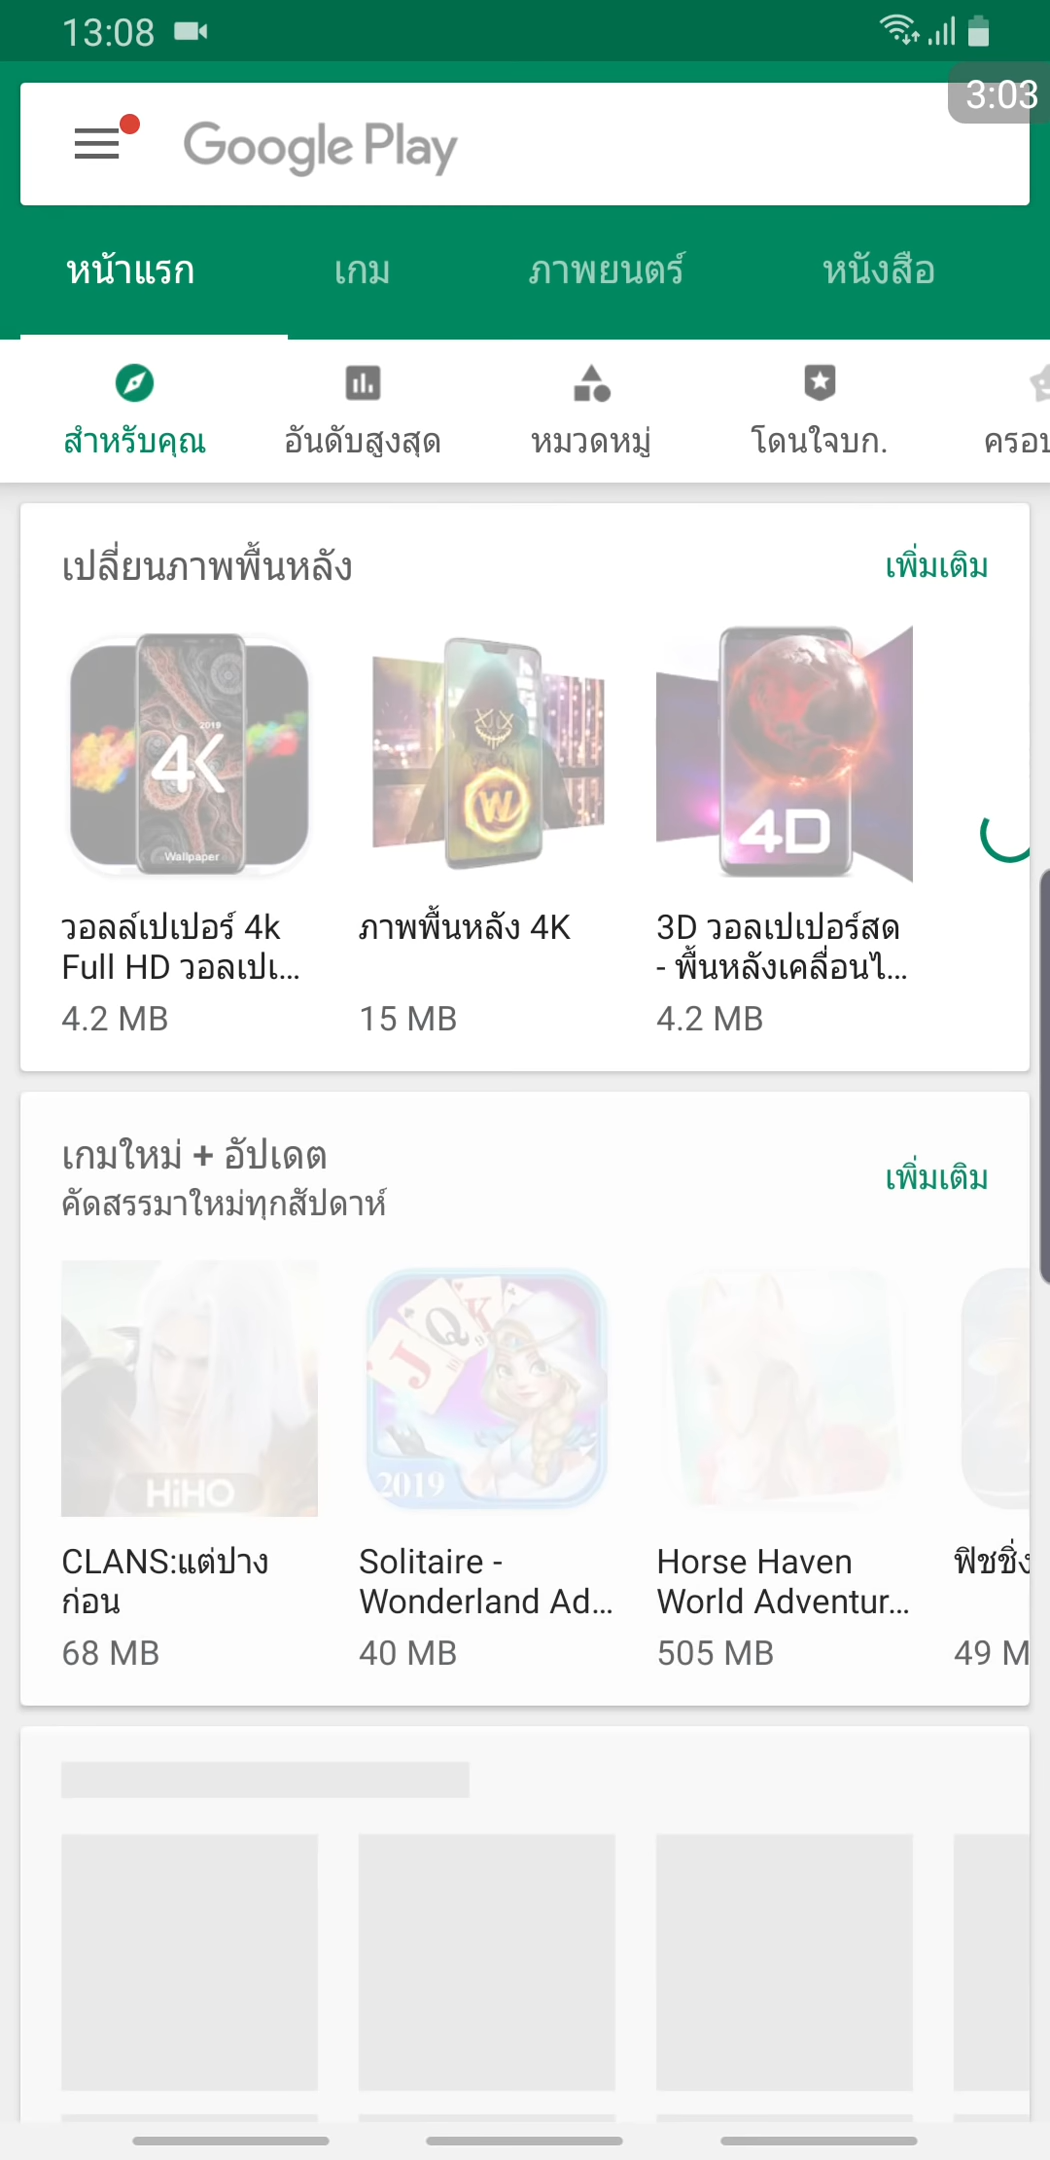 13:08
3:03
Google Play
หน้าแรก เกม ภาพยนตร์ หนังสือ
สำหรับคุณ อันดับสูงสุด หมวดหมู่ โดนใจบก.
เปลี่ยนภาพพื้นหลัง เพิ่มเติม
2019
4K
Wallpaper
W
4D
วอลล์เปเปอร์ 4k ภาพพื้นหลัง 4K 3D วอลเปเปอร์สด
Full HD วอลเปเ... - พื้นหลังเคลื่อนไ...
4.2 MB 15 MB 4.2 MB
เกมใหม่ + อัปเดต
คัดสรรมาใหม่ทุกสัปดาห์ เพิ่มเติม
J Q K
HiHO 2019
CLANS:แต่ปาง Solitaire - Horse Haven ฟิชชิ่ง
ก่อน Wonderland Ad... World Adventur...
68 MB 40 MB 505 MB 49 M